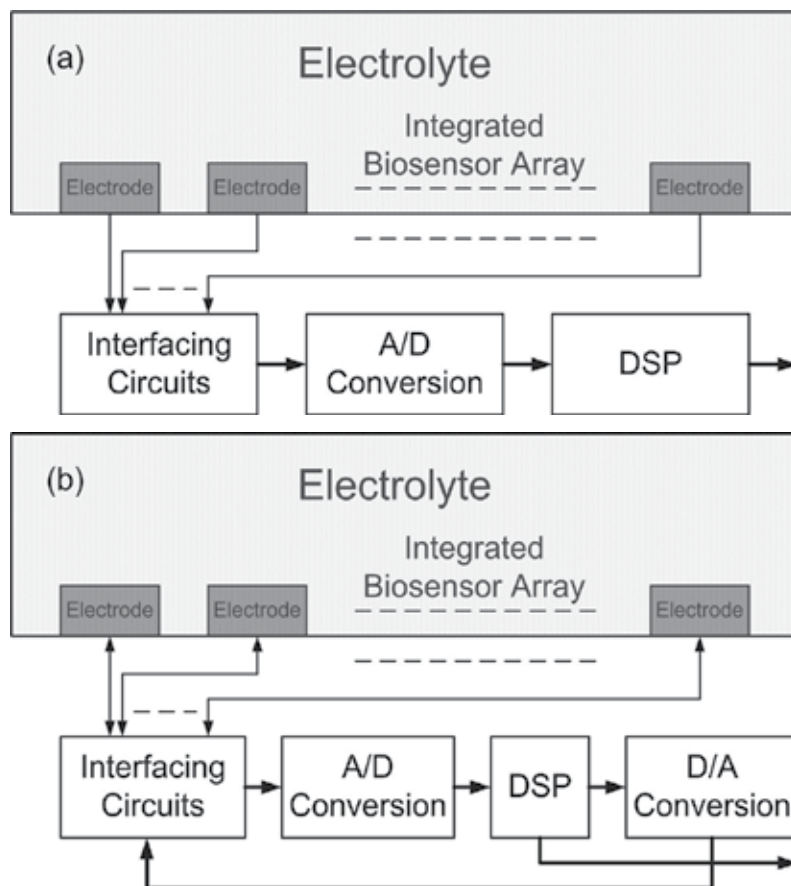 (a)
Electrolyte
Integrated
Biosensor Array
Electrode
Electrode
Electrode
Interfacing
Circuits
A/D
Conversion
DSP
(b)
Electrolyte
Integrated
Biosensor Array
Electrode
Electrode
Electrode
Interfacing
Circuits
A/D
Conversion
DSP
D/A
Conversion